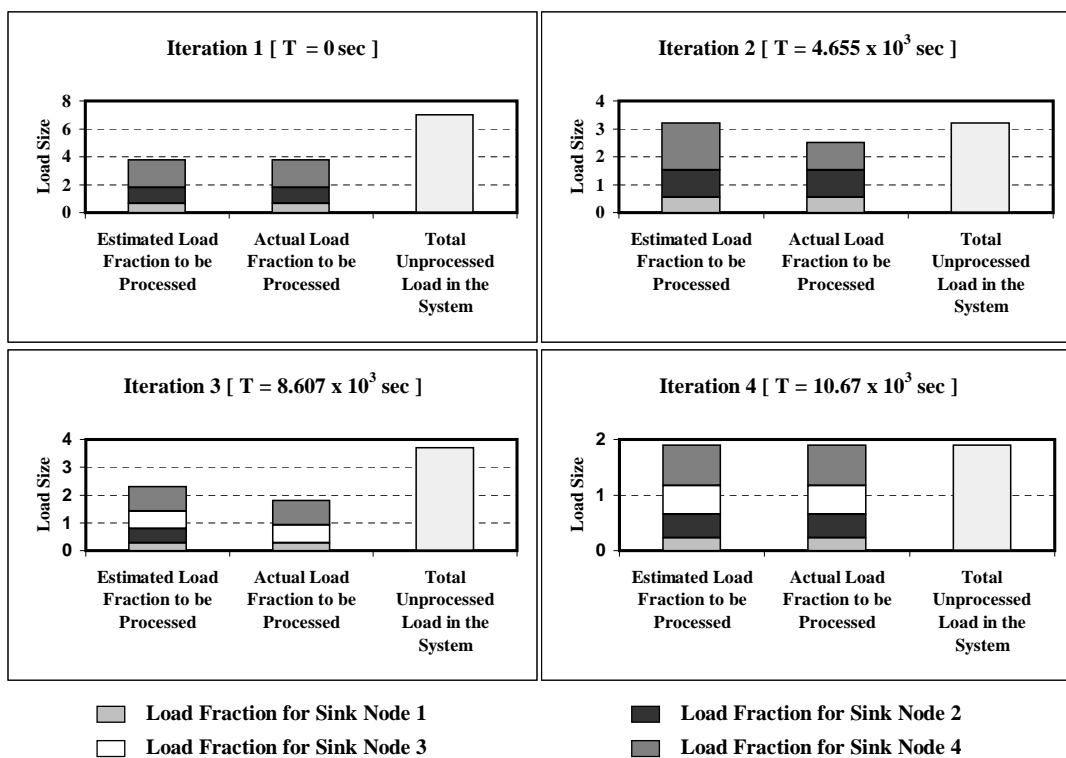 Iteration 1 [ T = 0 sec ]
Load Size
8
6
4
2
0
Estimated Load
Fraction to be
Processed
Actual Load
Fraction to be
Processed
Total
Unprocessed
Load in the
System
Iteration 2 [ T = 4.655 x 10³ sec ]
Load Size
4
3
2
1
0
Estimated Load
Fraction to be
Processed
Actual Load
Fraction to be
Processed
Total
Unprocessed
Load in the
System
Iteration 3 [ T = 8.607 x 10³ sec ]
Load Size
4
3
2
1
0
Estimated Load
Fraction to be
Processed
Actual Load
Fraction to be
Processed
Total
Unprocessed
Load in the
System
Iteration 4 [ T = 10.67 x 10³ sec ]
Load Size
2
1
0
Estimated Load
Fraction to be
Processed
Actual Load
Fraction to be
Processed
Total
Unprocessed
Load in the
System
Load Fraction for Sink Node 1
Load Fraction for Sink Node 2
Load Fraction for Sink Node 3
Load Fraction for Sink Node 4